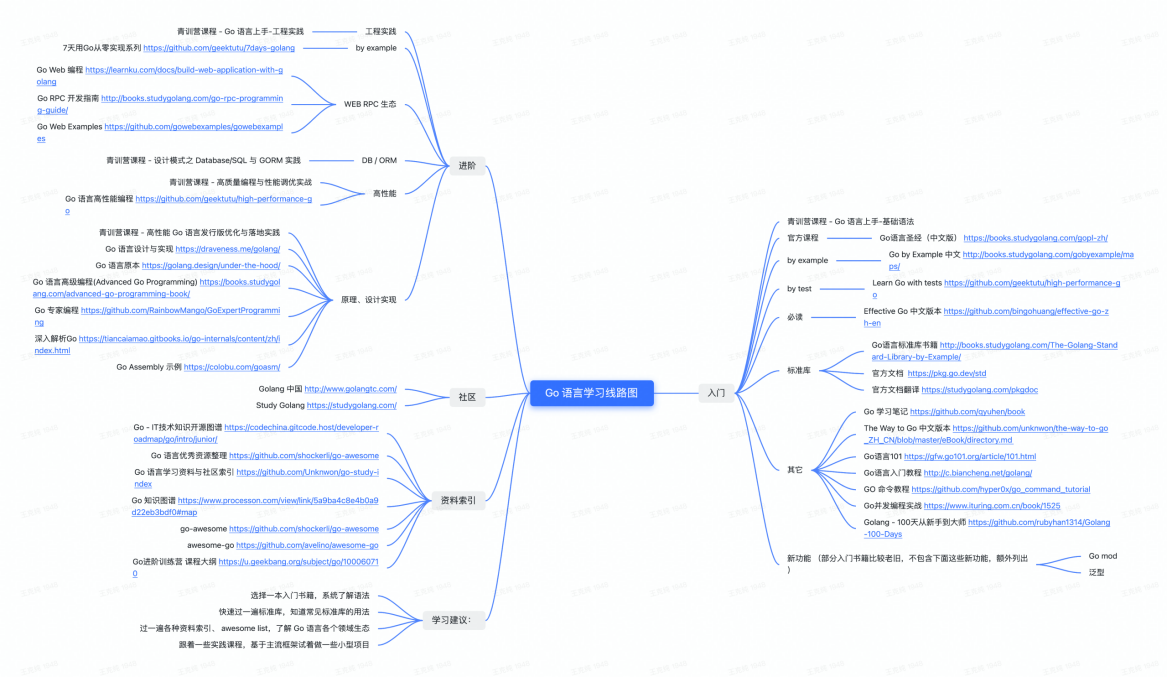 Go 语言学习线路图
入门
青训营课程 - Go 语言上手-基础语法
官方课程
Go语言圣经（中文版） https://books.studygolang.com/gopl-zh/
by example
Go by Example 中文 http://books.studygolang.com/gobyexample/ma
ps/
by test
Learn Go with tests https://github.com/geektutu/high-performance-g
o
必读
Effective Go 中文版本 https://github.com/bingohuang/effective-go-z
h-en
标准库
Go语言标准库书籍 http://books.studygolang.com/The-Golang-Stand
ard-Library-by-Example/
官方文档 https://pkg.go.dev/std
官方文档翻译 https://studygolang.com/pkgdoc
其它
Go 学习笔记 https://github.com/qyuhen/book
The Way to Go 中文版本 https://github.com/unknwon/the-way-to-go
_ZH_CN/blob/master/eBook/directory.md
Go语言101 https://gfw.go101.org/article/101.html
Go语言入门教程 http://c.biancheng.net/golang/
GO 命令教程 https://github.com/hyper0x/go_command_tutorial
Go并发编程实战 https://www.ituring.com.cn/book/1525
Golang - 100天从新手到大师 https://github.com/rubyhan1314/Golang
-100-Days
新功能 （部分入门书籍比较老旧，不包含下面这些新功能，额外列出
）
Go mod
泛型
进阶
工程实践
青训营课程 - Go 语言上手-工程实践
by example
7天用Go从零实现系列 https://github.com/geektutu/7days-golang
WEB RPC 生态
Go Web 编程 https://learnku.com/docs/build-web-application-with-g
olang
Go RPC 开发指南 http://books.studygolang.com/go-rpc-programmin
g-guide/
Go Web Examples https://github.com/gowebexamples/gowebexampl
es
DB / ORM
青训营课程 - 设计模式之 Database/SQL 与 GORM 实践
高性能
青训营课程 - 高质量编程与性能调优实战
Go 语言高性能编程 https://github.com/geektutu/high-performance-g
o
原理、设计实现
青训营课程 - 高性能 Go 语言发行版优化与落地实践
Go 语言设计与实现 https://draveness.me/golang/
Go 语言原本 https://golang.design/under-the-hood/
Go 语言高级编程(Advanced Go Programming) https://books.studygol
ang.com/advanced-go-programming-book/
Go 专家编程 https://github.com/RainbowMango/GoExpertProgrammi
ng
深入解析Go https://tiancaiamao.gitbooks.io/go-internals/content/zh/i
ndex.html
Go Assembly 示例 https://colobu.com/goasm/
社区
Golang 中国 http://www.golangtc.com/
Study Golang https://studygolang.com/
资料索引
Go - IT技术知识开源图谱 https://codechina.gitcode.host/developer-r
oadmap/go/intro/junior/
Go 语言优秀资源整理 https://github.com/shockerli/go-awesome
Go 语言学习资料与社区索引 https://github.com/Unknwon/go-study-i
ndex
Go 知识图谱 https://www.processon.com/view/link/5a9ba4c8e4b0a9
d22eb3bdf0#map
go-awesome https://github.com/shockerli/go-awesome
awesome-go https://github.com/avelino/awesome-go
Go进阶训练营 课程大纲 https://u.geekbang.org/subject/go/10006071
0
学习建议：
选择一本入门书籍，系统了解语法
快速过一遍标准库，知道常见标准库的用法
过一遍各种资料索引、 awesome list，了解 Go 语言各个领域生态
跟着一些实践课程，基于主流框架试着做一些小型项目